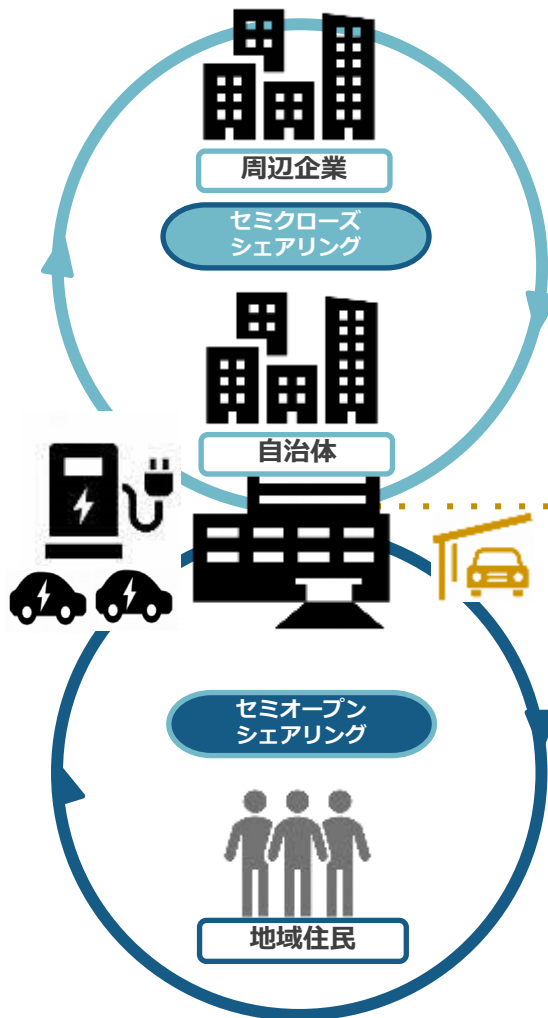 周辺企業
セミクローズ
シェアリング
自治体
セミオープン
シェアリング
地域住民